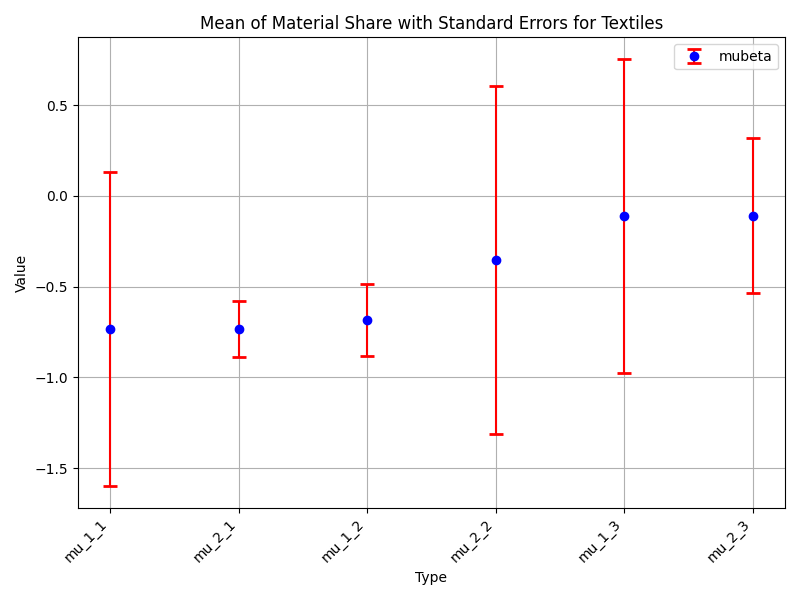 Mean of Material Share with Standard Errors for Textiles
mubeta
Value
0.5
0.0
−0.5
−1.0
−1.5
mu_1_1
mu_2_1
mu_1_2
mu_2_2
mu_1_3
mu_2_3
Type